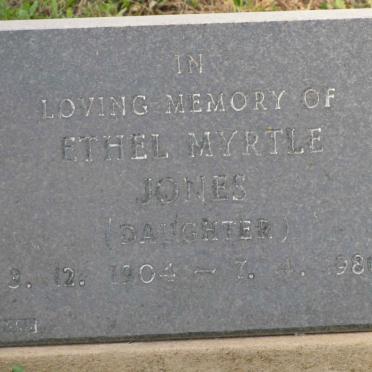 IN
LOVING MEMORY OF
ETHEL MYRTLE
JONES
(DAUGHTER)
9. 12. 1904 – 7. 4.